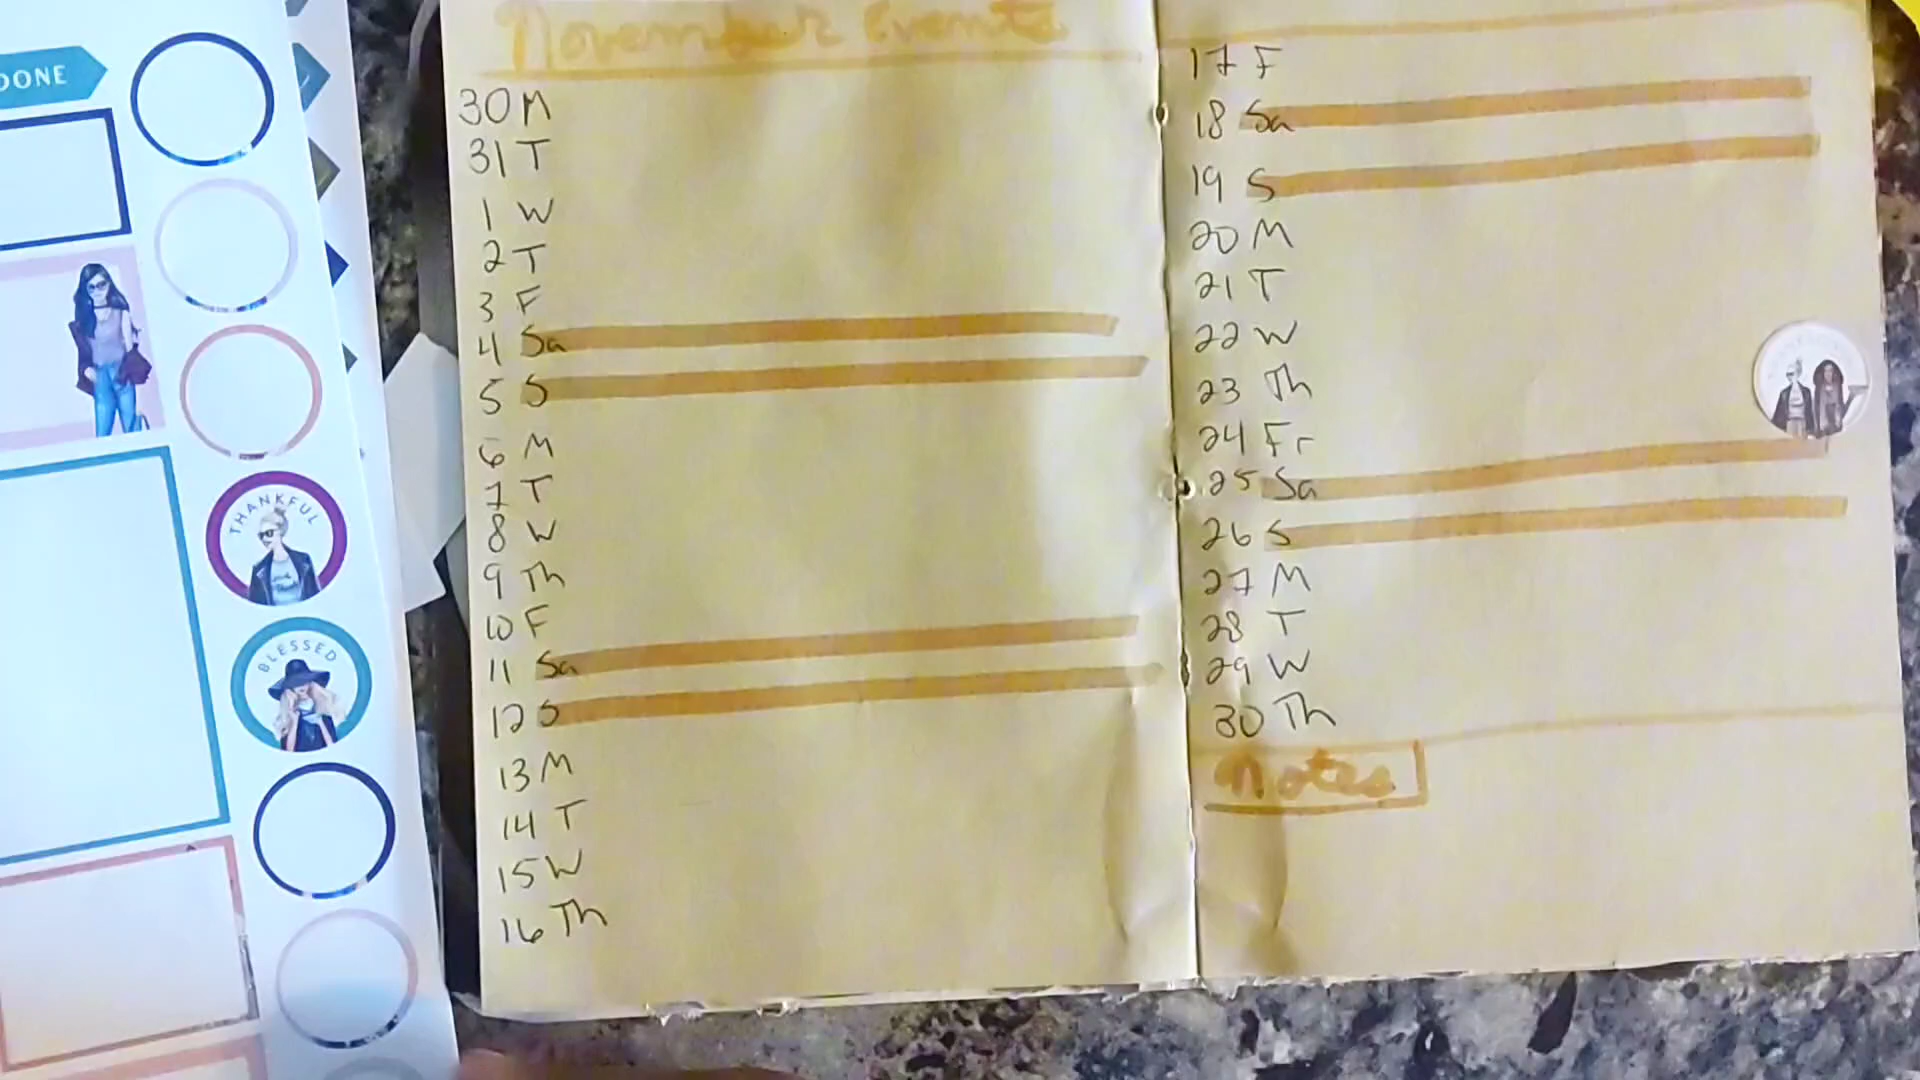 DONE
THANKFUL
BLESSED
November Events
30 M
31 T
1 W
2 T
3 F
4 Sa
5 S
6 M
7 T
8 W
9 Th
10 F
11 Sa
12 S
13 M
14 T
15 W
16 Th
17 F
18 Sa
19 S
20 M
21 T
22 W
23 Th
24 Fr
25 Sa
26 S
27 M
28 T
29 W
30 Th
Notes